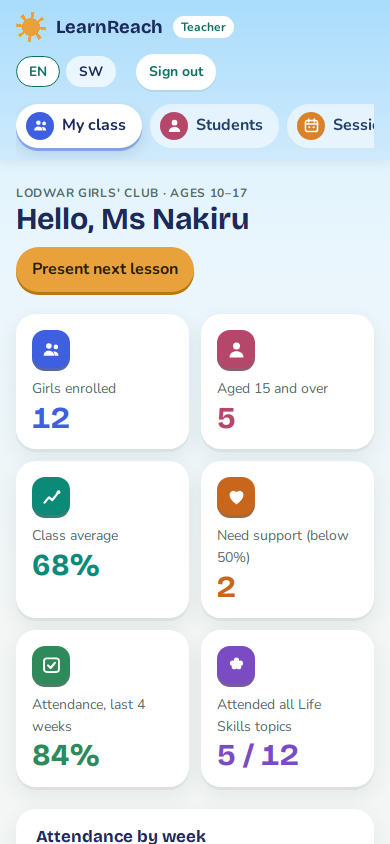 LearnReach
Teacher
EN
SW
Sign out
My class
Students
LODWAR GIRLS' CLUB · AGES 10–17
Hello, Ms Nakiru
Present next lesson
Girls enrolled
12
Aged 15 and over
5
Class average
68%
Need support (below
50%)
2
Attendance, last 4
weeks
84%
Attended all Life
Skills topics
5 / 12
Attendance by week